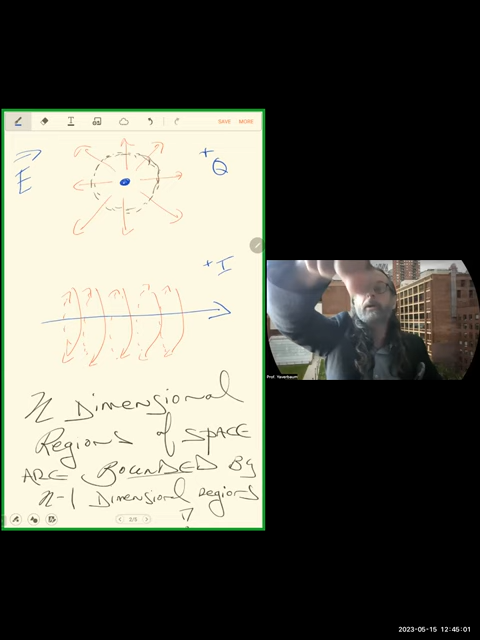 SAVE MORE
E
+Q
+I
n Dimensional
Regions of space
ARE BOUNDED By
n-1 Dimensional regions
2/5
Prof. Yaverbaum
2023-05-15 12:45:01